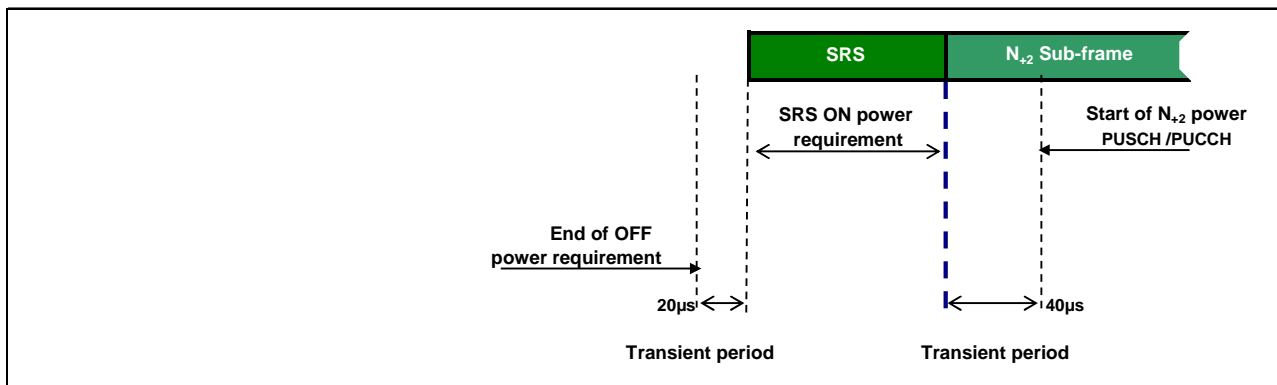 SRS
N+2 Sub-frame
SRS ON power
requirement
Start of N+2 power
PUSCH /PUCCH
End of OFF
power requirement
20µs
40µs
Transient period
Transient period